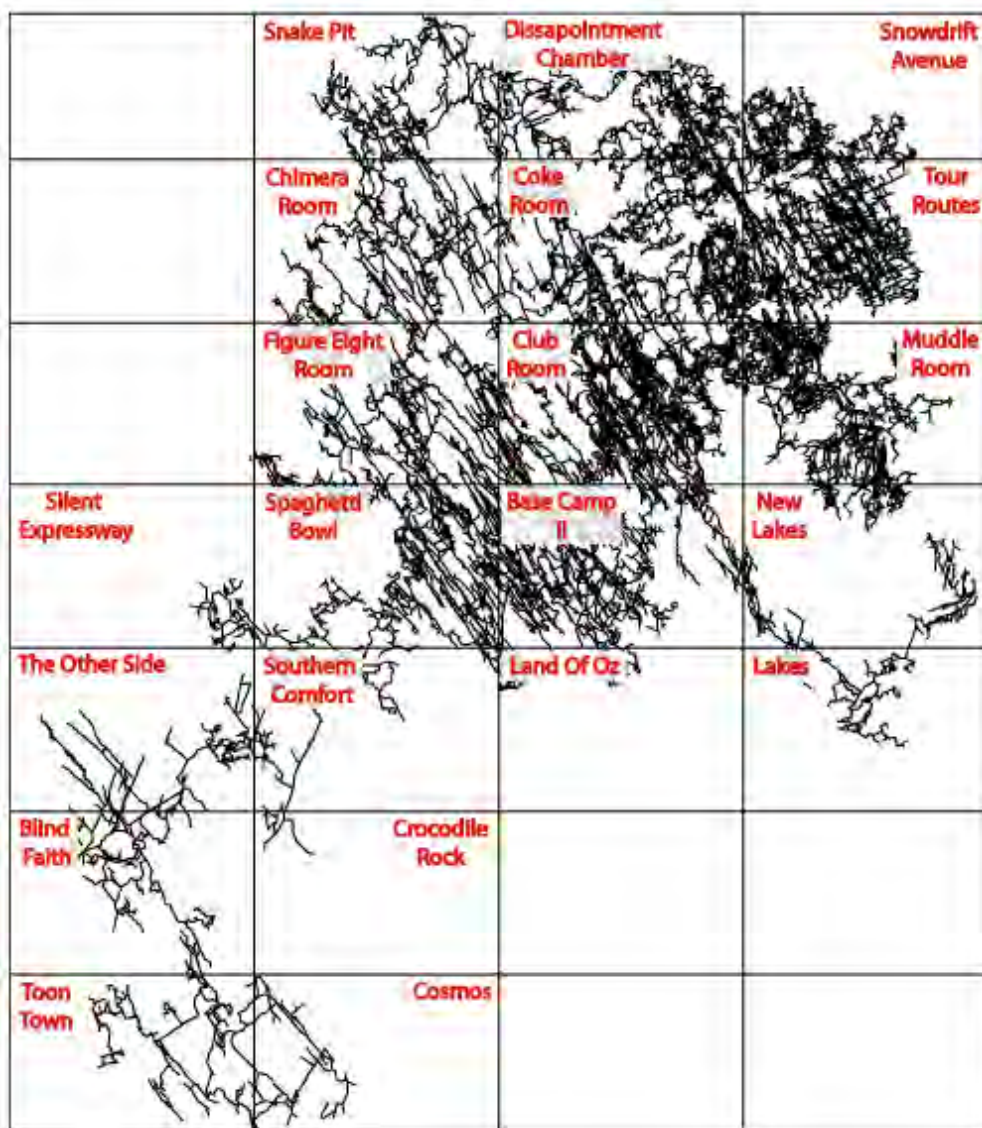 Snake Pit
Dissapointment
Chamber
Snowdrift
Avenue
Chimera
Room
Coke
Room
Tour
Routes
Figure Eight
Room
Club
Room
Muddle
Room
Silent
Expressway
Spaghetti
Bowl
Base Camp
II
New
Lakes
The Other Side
Southern
Comfort
Land Of Oz
Lakes
Blind
Faith
Crocodile
Rock
Toon
Town
Cosmos